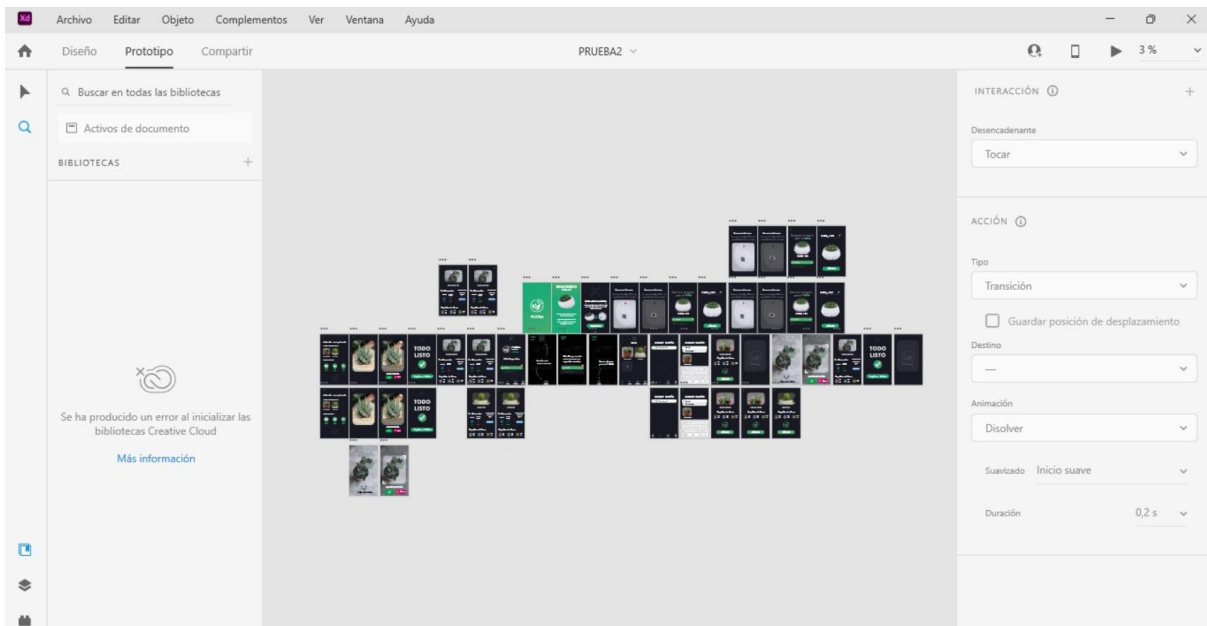 Xd Archivo Editar Objeto Complementos Ver Ventana Ayuda
Diseño Prototipo Compartir PRUEBA2 3 %
Buscar en todas las bibliotecas
Activos de documento
BIBLIOTECAS
Se ha producido un error al inicializar las
bibliotecas Creative Cloud
Más información
TODO
LISTO
TODO
LISTO
TODO
LISTO
INTERACCIÓN
Desencadenante
Tocar
ACCIÓN
Tipo
Transición
Guardar posición de desplazamiento
Destino
—
Animación
Disolver
Suavizado Inicio suave
Duración 0,2 s